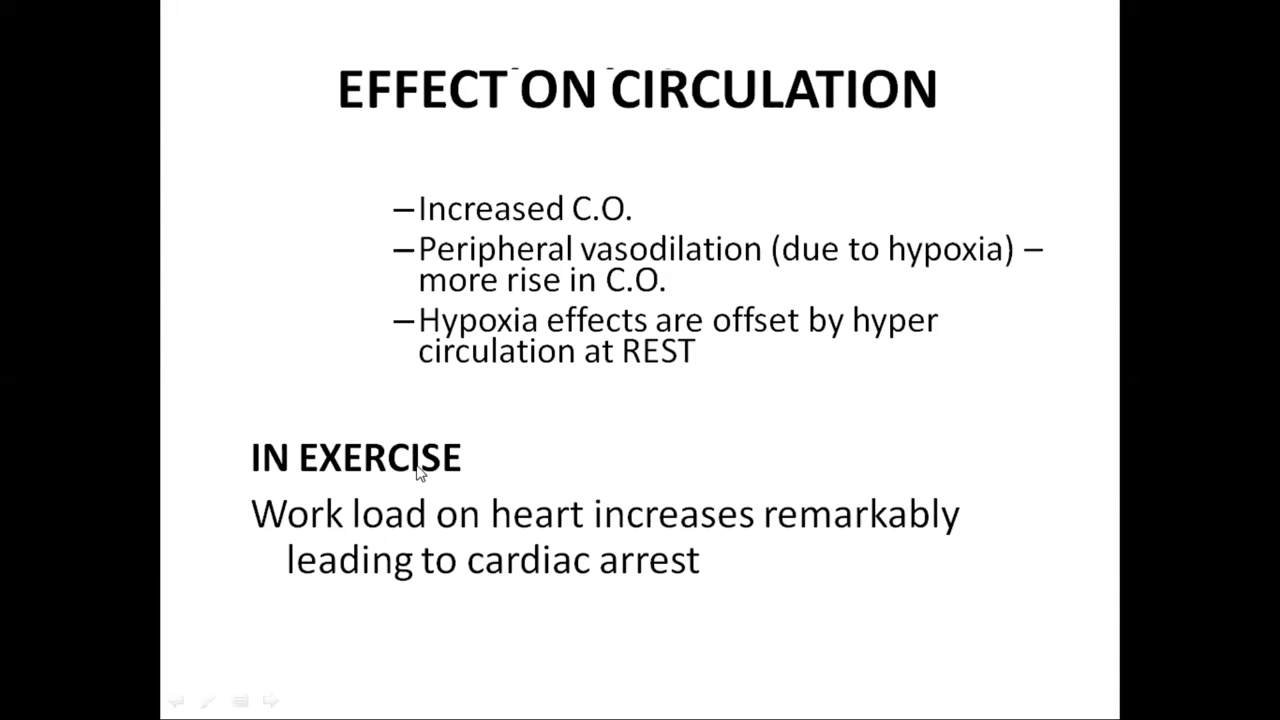 EFFECT ON CIRCULATION
–Increased C.O.
–Peripheral vasodilation (due to hypoxia) –
more rise in C.O.
–Hypoxia effects are offset by hyper
circulation at REST
IN EXERCISE
Work load on heart increases remarkably
leading to cardiac arrest